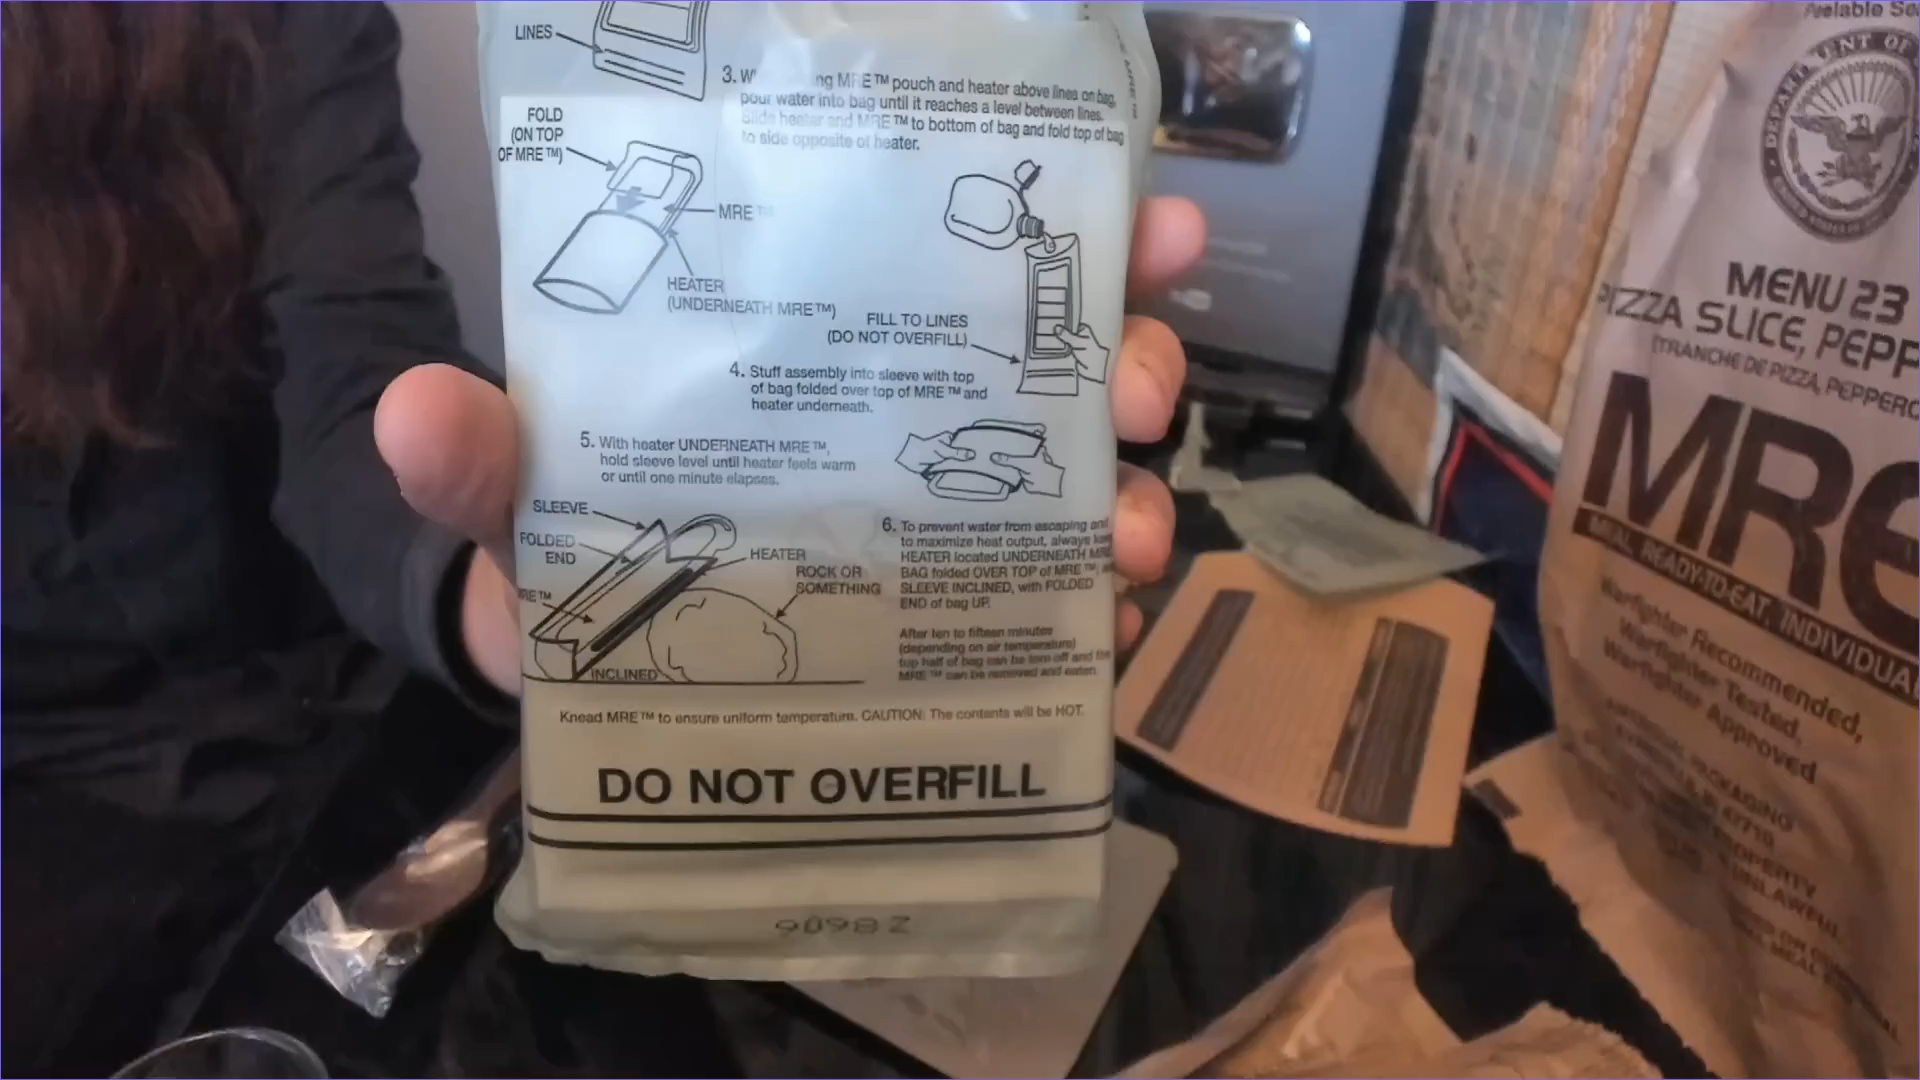 LINES
3. W ng MRE™ pouch and heater above lines on bag,
pour water into bag until it reaches a level between lines.
Slide heater and MRE™ to bottom of bag and fold top of bag
to side opposite of heater.
FOLD
(ON TOP
OF MRE™)
MRE™
HEATER
(UNDERNEATH MRE™)
FILL TO LINES
(DO NOT OVERFILL)
4. Stuff assembly into sleeve with top
of bag folded over top of MRE™ and
heater underneath.
5. With heater UNDERNEATH MRE™,
hold sleeve level until heater feels warm
or until one minute elapses.
SLEEVE
FOLDED
END
MRE™
HEATER
ROCK OR
SOMETHING
INCLINED
6. To prevent water from escaping and
to maximize heat output, always
HEATER located UNDERNEATH MRE
BAG folded OVER TOP of MRE™,
SLEEVE INCLINED, with FOLDED
END of bag UP.
After ten to fifteen minutes
(depending on air temperature)
top half of bag can be torn off and the
MRE™ can be removed and eaten.
Knead MRE™ to ensure uniform temperature. CAUTION: The contents will be HOT.
DO NOT OVERFILL
9098 Z
DEPARTMENT OF
MENU 23
PIZZA SLICE, PEPP
(TRANCHE DE PIZZA, PEPPERO
MRE
MEAL, READY-TO-EAT, INDIVIDUAL
Warfighter Recommended,
Warfighter Tested,
Warfighter Approved
PACKAGING
PROPERTY
UNLAWFUL